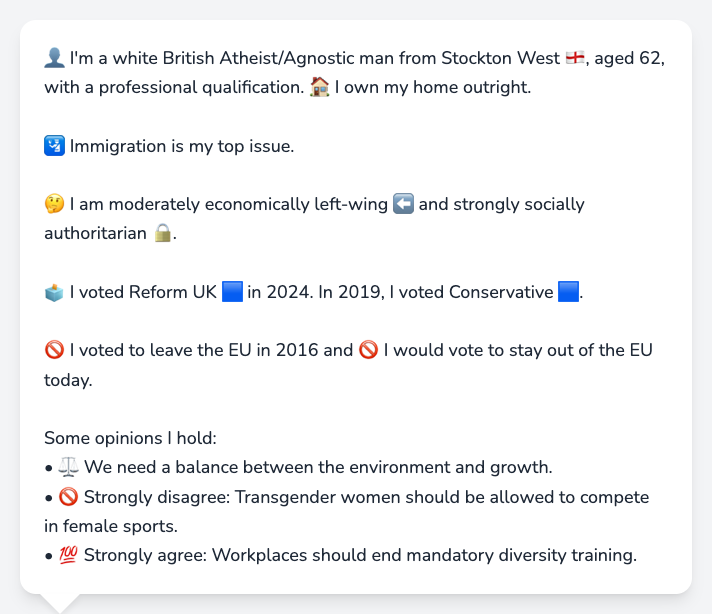 👤 I'm a white British Atheist/Agnostic man from Stockton West 🏴󠁧󠁢󠁥󠁮󠁧󠁿, aged 62,
with a professional qualification. 🏠 I own my home outright.
🛂 Immigration is my top issue.
🤔 I am moderately economically left-wing ⬅️ and strongly socially
authoritarian 🔒.
🗳️ I voted Reform UK 🟦 in 2024. In 2019, I voted Conservative 🟦.
🚫 I voted to leave the EU in 2016 and 🚫 I would vote to stay out of the EU
today.
Some opinions I hold:
• ⚖️ We need a balance between the environment and growth.
• 🚫 Strongly disagree: Transgender women should be allowed to compete
in female sports.
• 💯 Strongly agree: Workplaces should end mandatory diversity training.